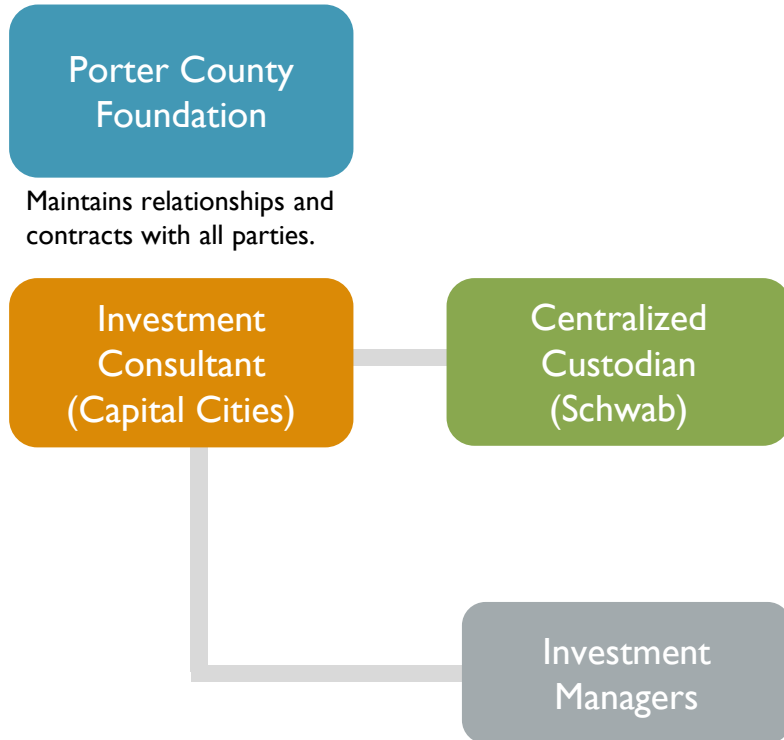 Porter County
Foundation
Maintains relationships and
contracts with all parties.
Investment
Consultant
(Capital Cities)
Centralized
Custodian
(Schwab)
Investment
Managers